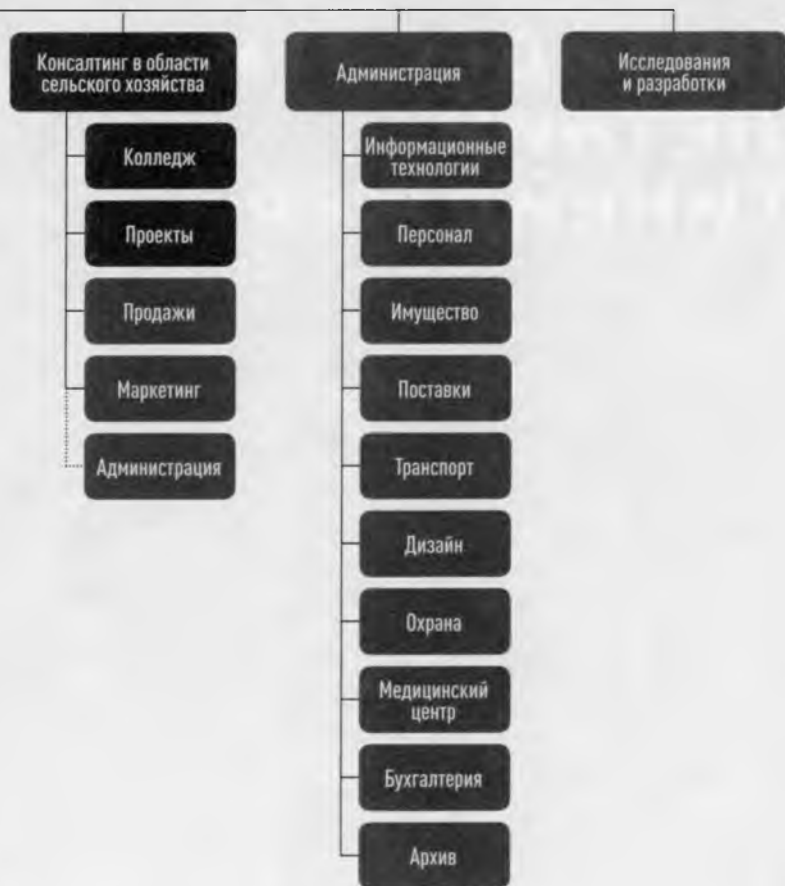 Консалтинг в области
сельского хозяйства
Колледж
Проекты
Продажи
Маркетинг
Администрация
Администрация
Информационные
технологии
Персонал
Имущество
Поставки
Транспорт
Дизайн
Охрана
Медицинский
центр
Бухгалтерия
Архив
Исследования
и разработки